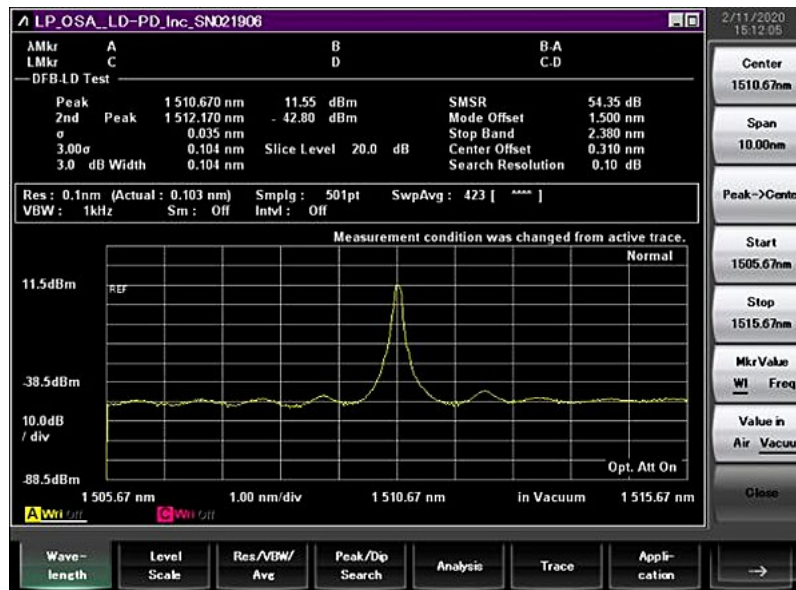 LP_OSA__LD-PD_Inc_SN021906
2/11/2020
15:12:05
λMkr A B B-A
LMkr C D C-D
DFB-LD Test
Peak 1 510.670 nm 11.55 dBm SMSR 54.35 dB
2nd Peak 1 512.170 nm - 42.80 dBm Mode Offset 1.500 nm
σ 0.035 nm Stop Band 2.380 nm
3.00σ 0.104 nm Slice Level 20.0 dB Center Offset 0.310 nm
3.0 dB Width 0.104 nm Search Resolution 0.10 dB
Res : 0.1nm (Actual : 0.103 nm) Smplg : 501pt SwpAvg : 423 [ **** ]
VBW : 1kHz Sm : Off Intvl : Off
Measurement condition was changed from active trace.
Normal
11.5dBm
REF
-38.5dBm
10.0dB
/ div
Opt. Att On
-88.5dBm
1 505.67 nm 1.00 nm/div 1 510.67 nm in Vacuum 1 515.67 nm
A Wri off C Wri off
Center
1510.67nm
Span
10.00nm
Peak->Cente
Start
1505.67nm
Stop
1515.67nm
MkrValue
Wl Freq
Value in
Air Vacuu
Close
Wave-
length
Level
Scale
Res/VBW/
Avg
Peak/Dip
Search
Analysis
Trace
Appli-
cation
→